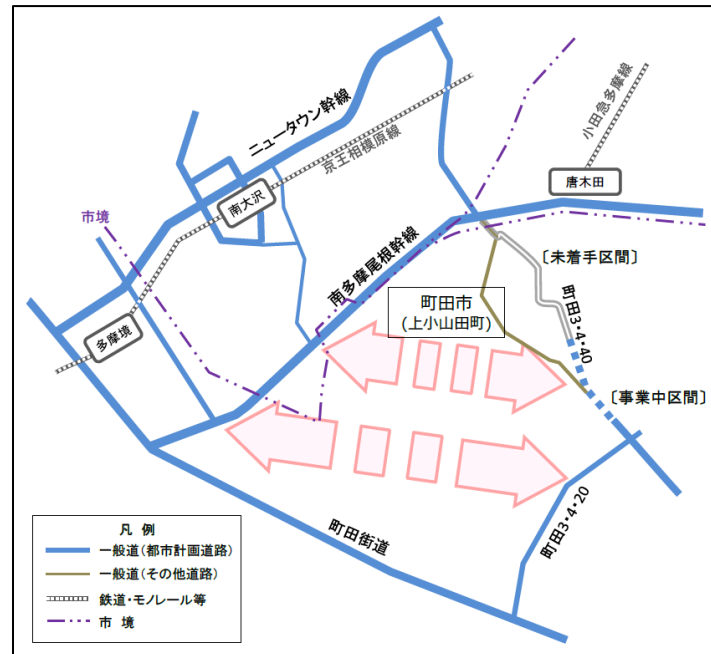 ニュータウン幹線
京王相模原線
小田急多摩線
唐木田
南大沢
市境
南多摩尾根幹線
〔未着手区間〕
町田市
(上小山田町)
町田3・4・40
多摩境
〔事業中区間〕
町田3・4・20
町田街道
凡 例
一般道(都市計画道路)
一般道(その他道路)
鉄道・モノレール等
市 境